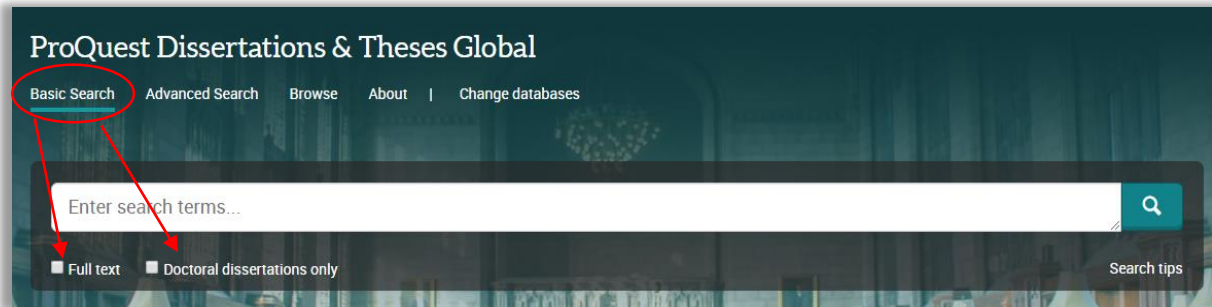 ProQuest Dissertations & Theses Global
Basic Search Advanced Search Browse About | Change databases
Enter search terms...
Full text Doctoral dissertations only Search tips